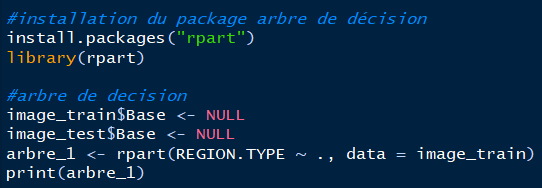 #installation du package arbre de décision
install.packages("rpart")
library(rpart)
#arbre de decision
image_train$Base <- NULL
image_test$Base <- NULL
arbre_1 <- rpart(REGION.TYPE ~ ., data = image_train)
print(arbre_1)